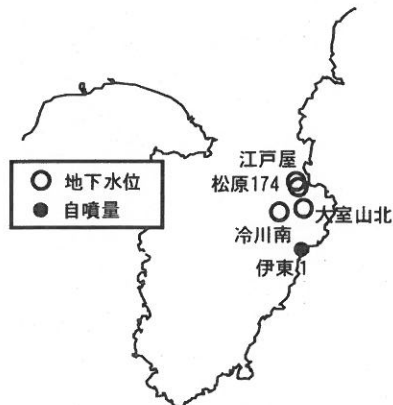 江戸屋
松原174
地下水位
自噴量
大室山北
冷川南
伊東1